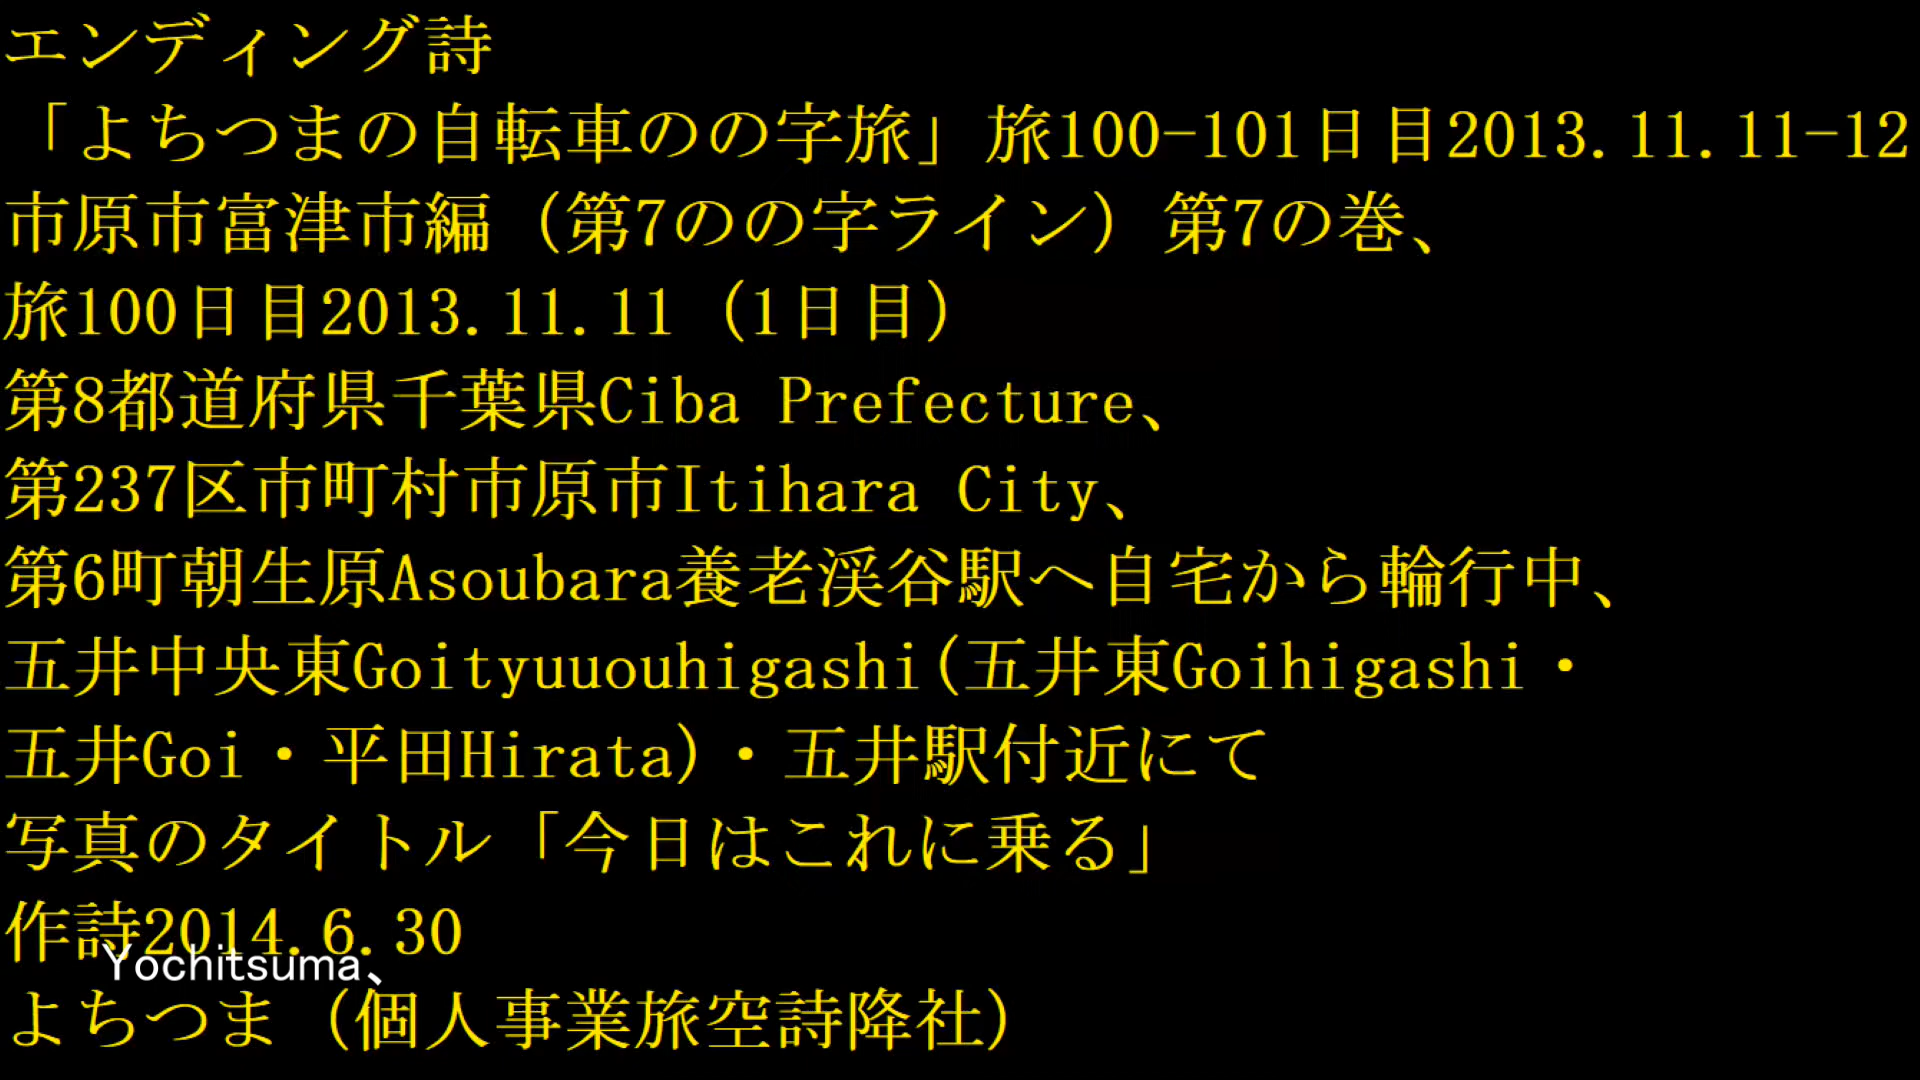 エンディング詩
「よちつまの自転車のの字旅」旅100-101日目2013.11.11-12
市原市富津市編（第7のの字ライン）第7の巻、
旅100日目2013.11.11（1日目）
第8都道府県千葉県Ciba Prefecture、
第237区市町村市原市Itihara City、
第6町朝生原Asoubara養老渓谷駅へ自宅から輪行中、
五井中央東Goityuuouhigashi(五井東Goihigashi・
五井Goi・平田Hirata)・五井駅付近にて
写真のタイトル「今日はこれに乗る」
作詩2014.6.30
Yochitsuma、
よちつま（個人事業旅空詩降社）